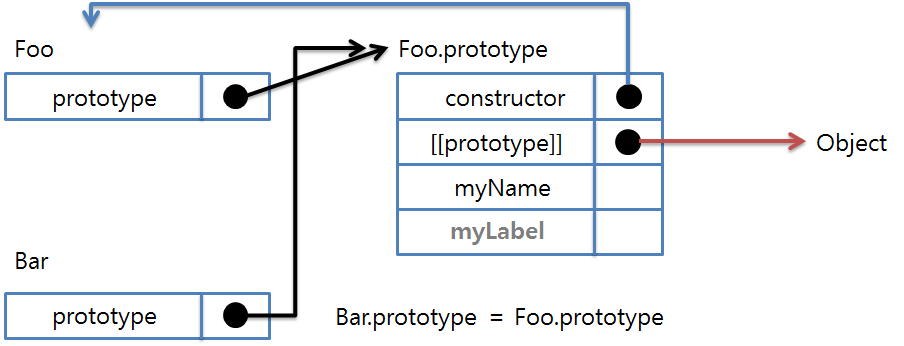 Foo
prototype
Foo.prototype
constructor
[[prototype]]
Object
myName
myLabel
Bar
prototype
Bar.prototype = Foo.prototype